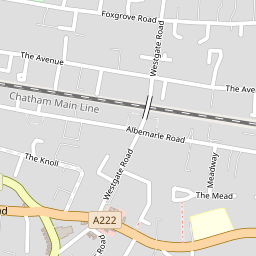 Foxgrove Road
Westgate Road
The Avenue
The Ave
Chatham Main Line
Albemarle Road
The Knoll
Westgate Road
Meadway
The Mead
A222
Road